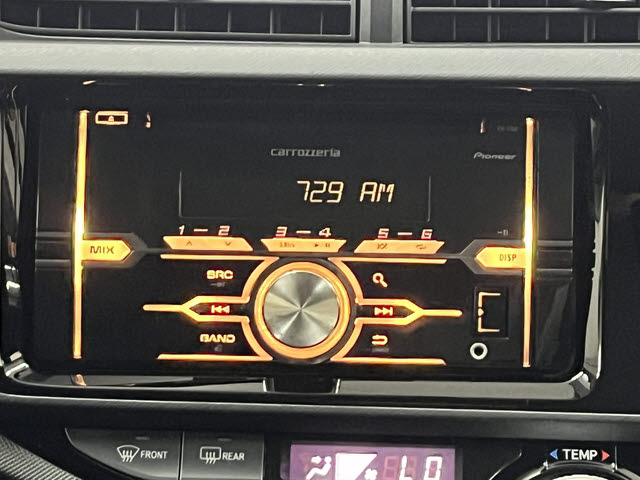 carrozzeria
Pioneer
729 AM
1 — 2
3 — 4
5 — 6
MIX
DISP
SRC
BAND
FRONT
REAR
LO
TEMP